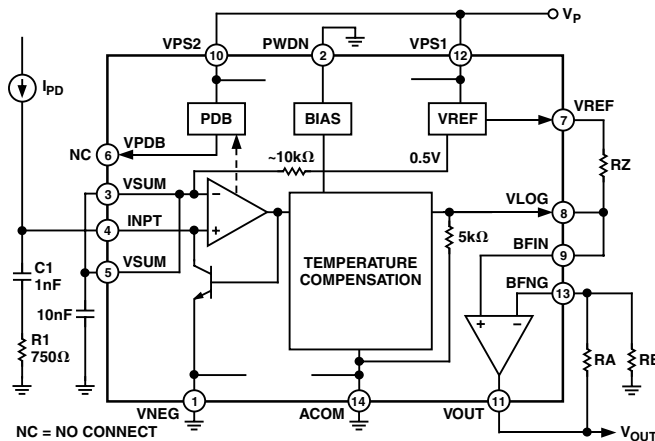 VP
VPS2
PWDN
VPS1
10
2
12
IPD
PDB
BIAS
VREF
7
VREF
VPDB
NC
6
~10kΩ
0.5V
RZ
3
VSUM
−
VLOG
8
4
INPT
+
5kΩ
TEMPERATURE
COMPENSATION
BFIN
9
5
VSUM
C1
1nF
BFNG
13
10nF
+
−
R1
750Ω
RA
RB
1
14
11
VNEG
ACOM
VOUT
NC = NO CONNECT
VOUT